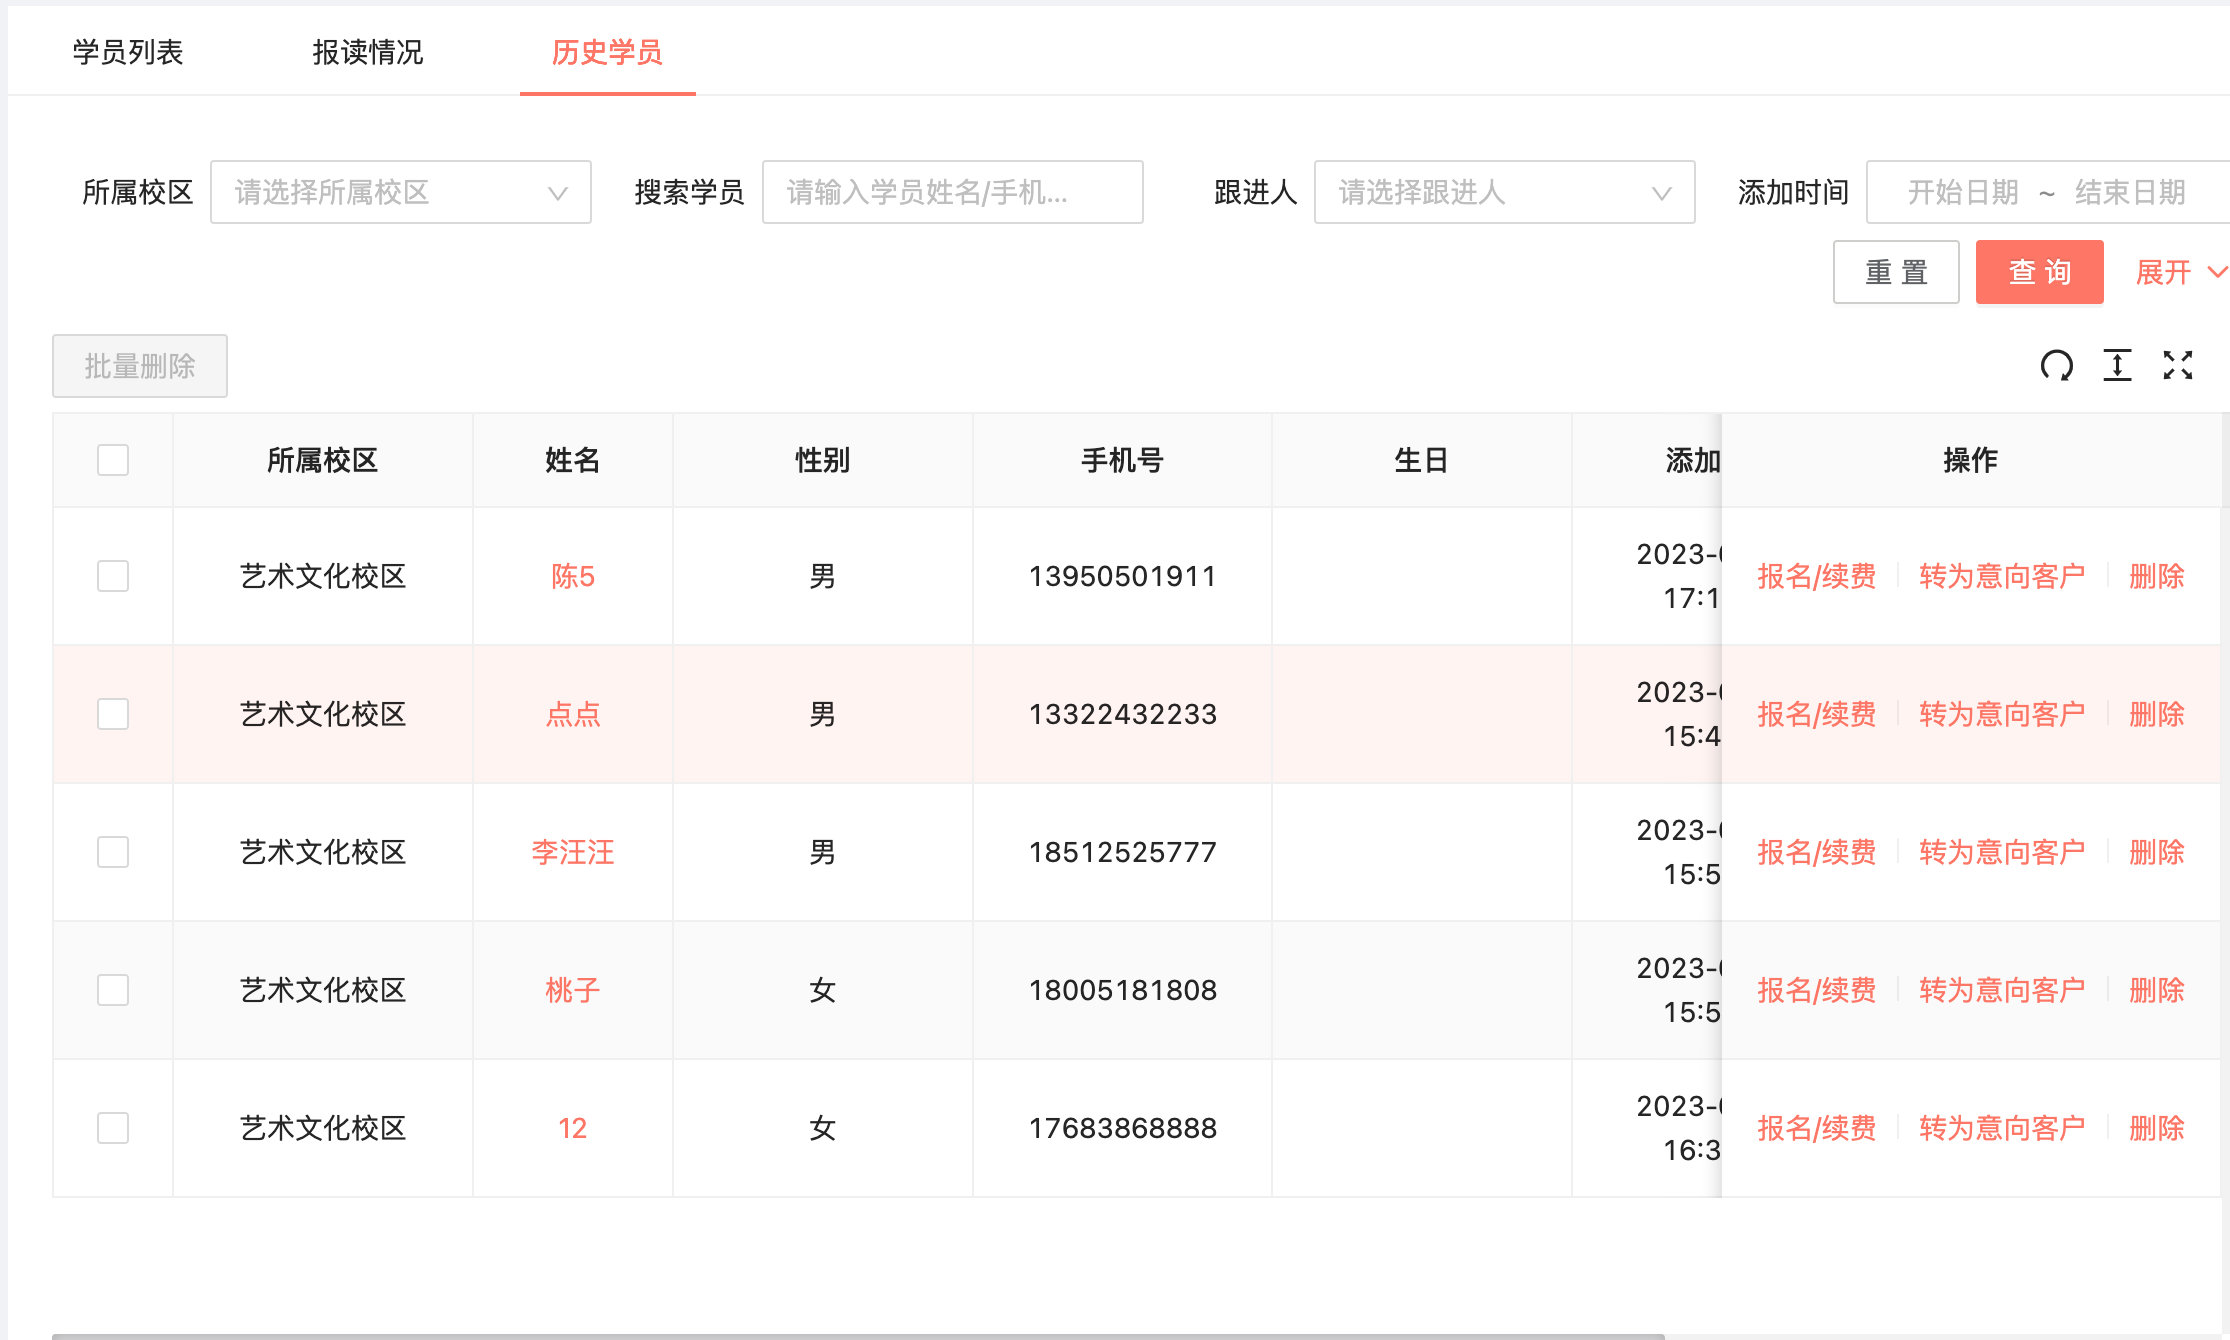 学员列表 报读情况 历史学员
所属校区 请选择所属校区 搜索学员 请输入学员姓名/手机... 跟进人 请选择跟进人 添加时间 开始日期 ~ 结束日期
重 置 查 询 展开
批量删除
所属校区 姓名 性别 手机号 生日 添加 操作
艺术文化校区 陈5 男 13950501911 2023- 17:1 报名/续费 转为意向客户 删除
艺术文化校区 点点 男 13322432233 2023- 15:4 报名/续费 转为意向客户 删除
艺术文化校区 李汪汪 男 18512525777 2023- 15:5 报名/续费 转为意向客户 删除
艺术文化校区 桃子 女 18005181808 2023- 15:5 报名/续费 转为意向客户 删除
艺术文化校区 12 女 17683868888 2023- 16:3 报名/续费 转为意向客户 删除